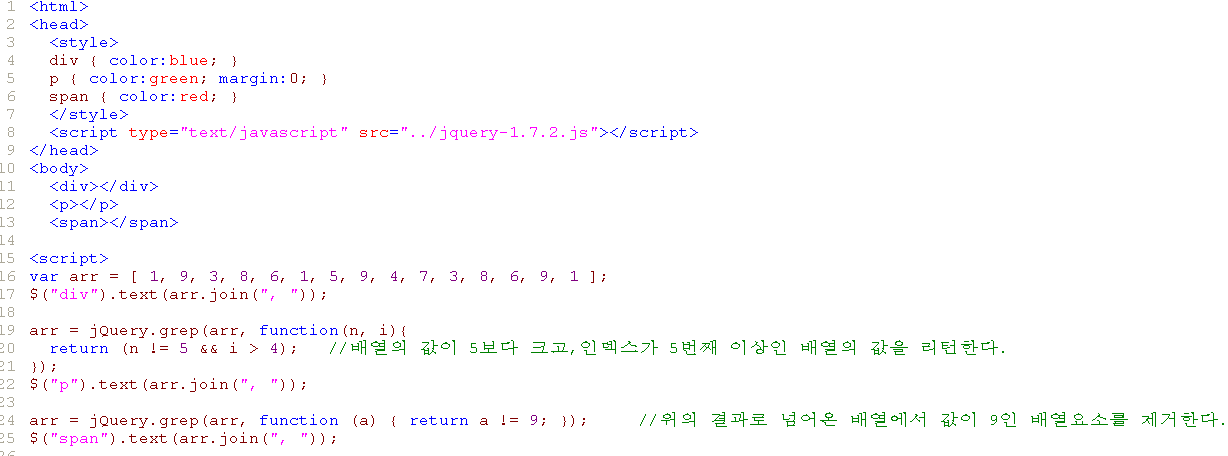 1 <html>
2 <head>
3   <style>
4   div { color:blue; }
5   p { color:green; margin:0; }
6   span { color:red; }
7   </style>
8   <script type="text/javascript" src="../jquery-1.7.2.js"></script>
9 </head>
10 <body>
11   <div></div>
12   <p></p>
13   <span></span>
14
15 <script>
16 var arr = [ 1, 9, 3, 8, 6, 1, 5, 9, 4, 7, 3, 8, 6, 9, 1 ];
17 $("div").text(arr.join(", "));
18
19 arr = jQuery.grep(arr, function(n, i){
20   return (n != 5 && i > 4);   //배열의 값이 5보다 크고,인덱스가 5번째 이상인 배열의 값을 리턴한다.
21 });
22 $("p").text(arr.join(", "));
23
24 arr = jQuery.grep(arr, function (a) { return a != 9; });     //위의 결과로 넘어온 배열에서 값이 9인 배열요소를 제거한다.
25 $("span").text(arr.join(", "));